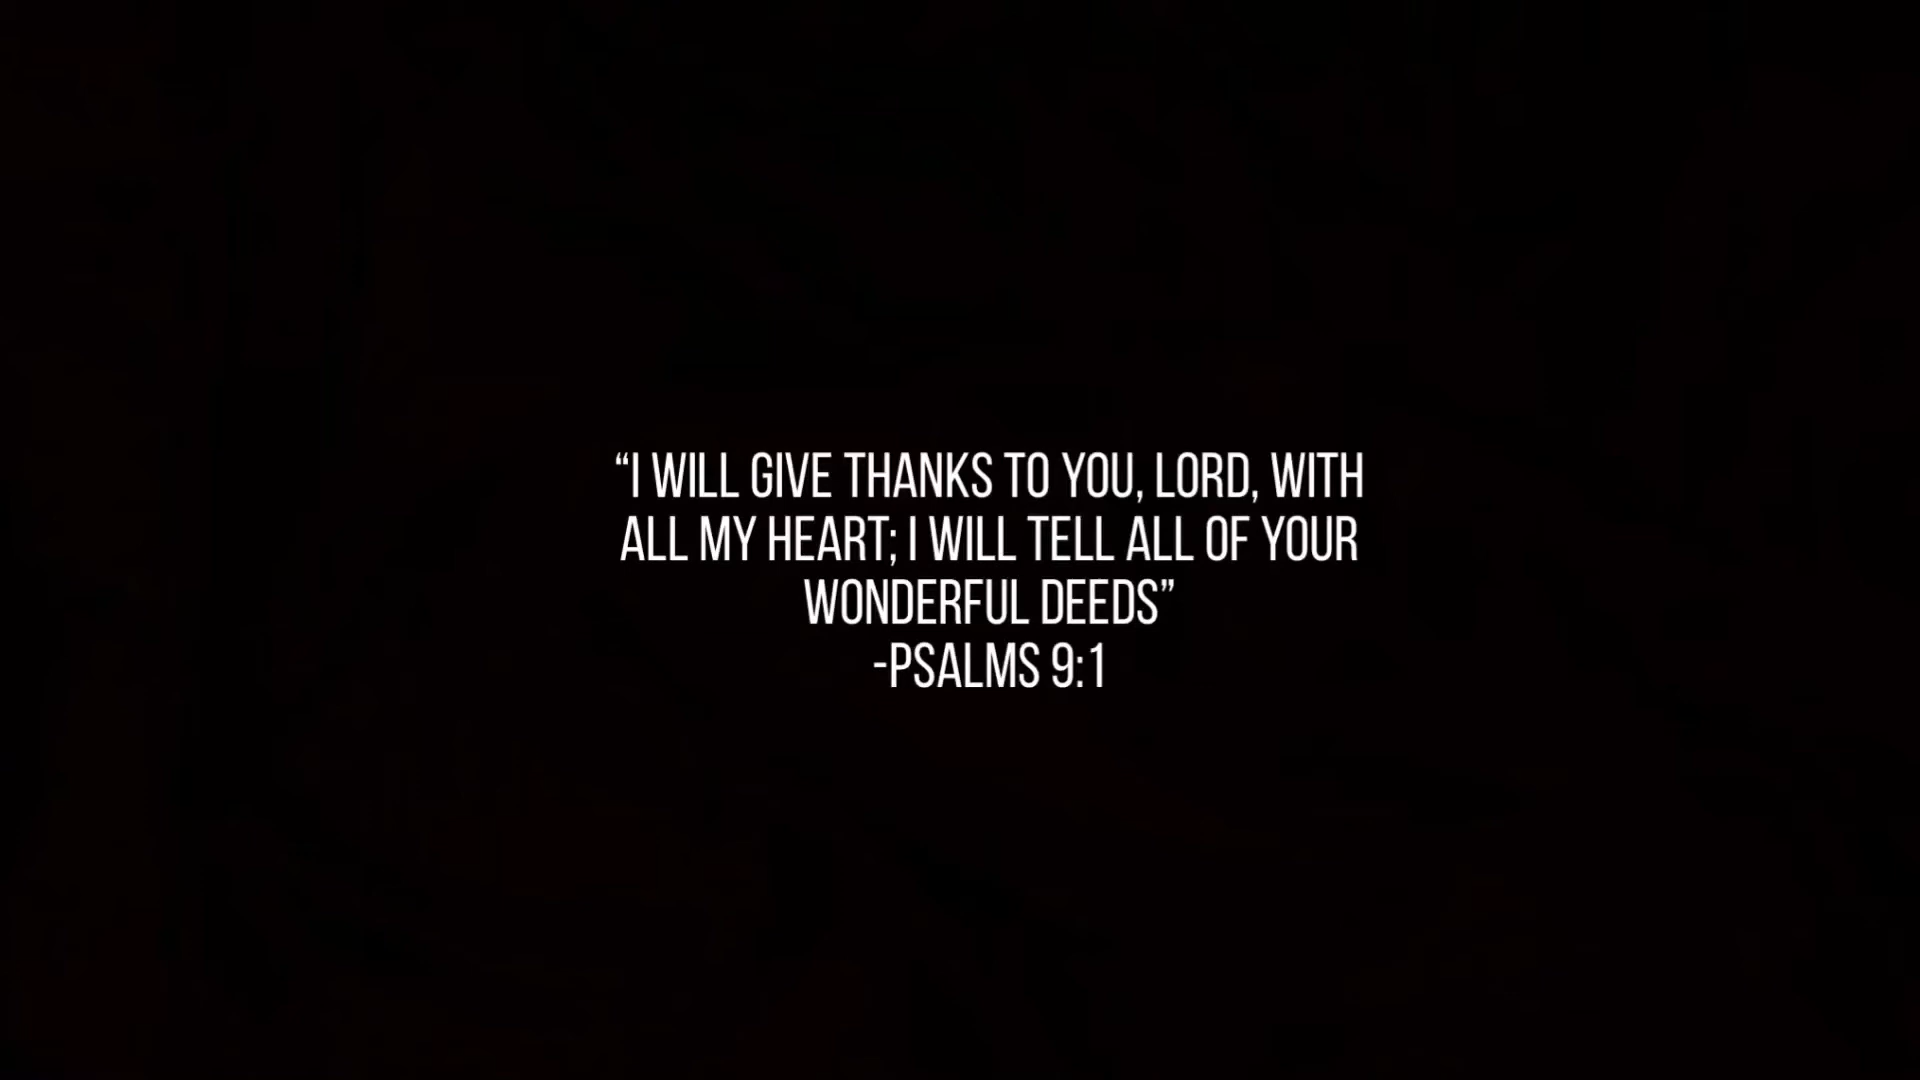 “I WILL GIVE THANKS TO YOU, LORD, WITH
ALL MY HEART; I WILL TELL ALL OF YOUR
WONDERFUL DEEDS”
-PSALMS 9:1